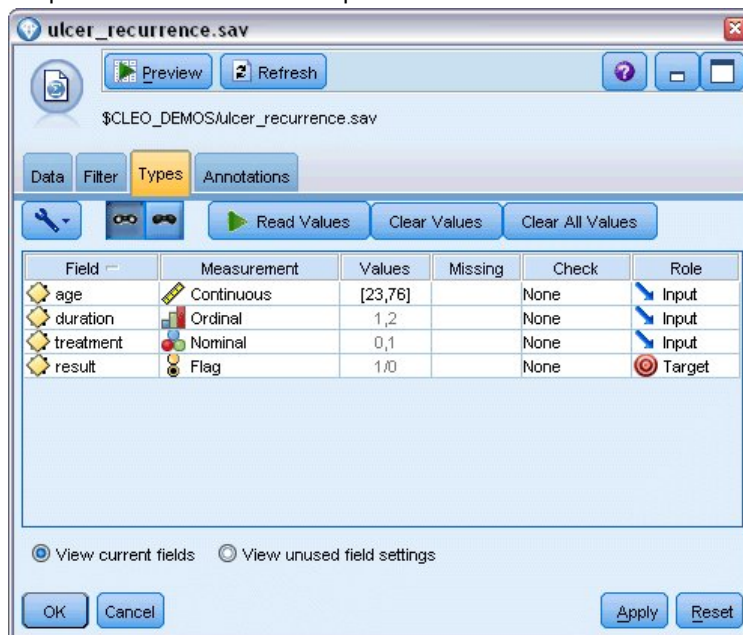 ulcer_recurrence.sav
Preview Refresh
$CLEO_DEMOS/ulcer_recurrence.sav
Data Filter Types Annotations
Read Values Clear Values Clear All Values
Field Measurement Values Missing Check Role
age Continuous [23,76] None Input
duration Ordinal 1,2 None Input
treatment Nominal 0,1 None Input
result Flag 1/0 None Target
View current fields View unused field settings
OK Cancel Apply Reset